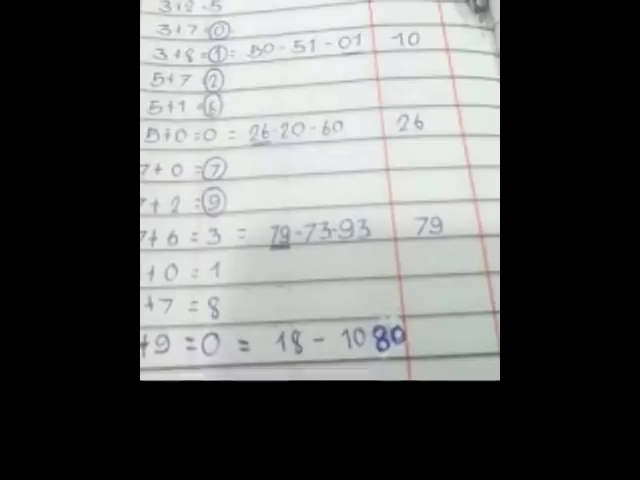 3+2=5
3+7=0
3+8=1= 50-51-01 10
5+7 2
5+1 6
5+0=0= 26-20-60 26
7+0=7
7+2=9
7+6=3= 79-73-93 79
+0=1
+7=8
+9=0= 18-10 80